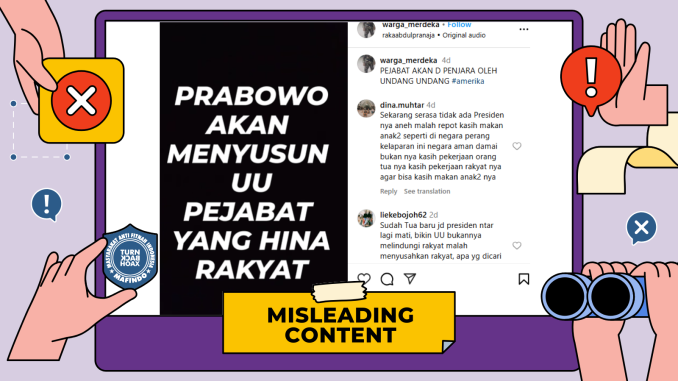 PRABOWO
AKAN
MENYUSUN
UU
PEJABAT
YANG HINA
RAKYAT
warga_merdeka • Follow
rakaabdulpranaja • Original audio
warga_merdeka 4d
PEJABAT AKAN D PENJARA OLEH
UNDANG UNDANG #amerika
dina.muhtar 4d
Sekarang serasa tidak ada Presiden
nya aneh malah repot kasih makan
anak2 seperti di negara perang
kelaparan ini negara aman damai
bukan nya kasih pekerjaan orang
tua nya kasih pekerjaan rakyat nya
agar bisa kasih makan anak2 nya
Reply See translation
liekebojoh62 2d
Sudah Tua baru jd presiden ntar
lagi mati, bikin UU bukannya
melindungi rakyat malah
menyusahkan rakyat, apa yg dicari
MASYARAKAT ANTI FITNAH INDONESIA
TURN
BACK
HOAX
MAFINDO
MISLEADING
CONTENT